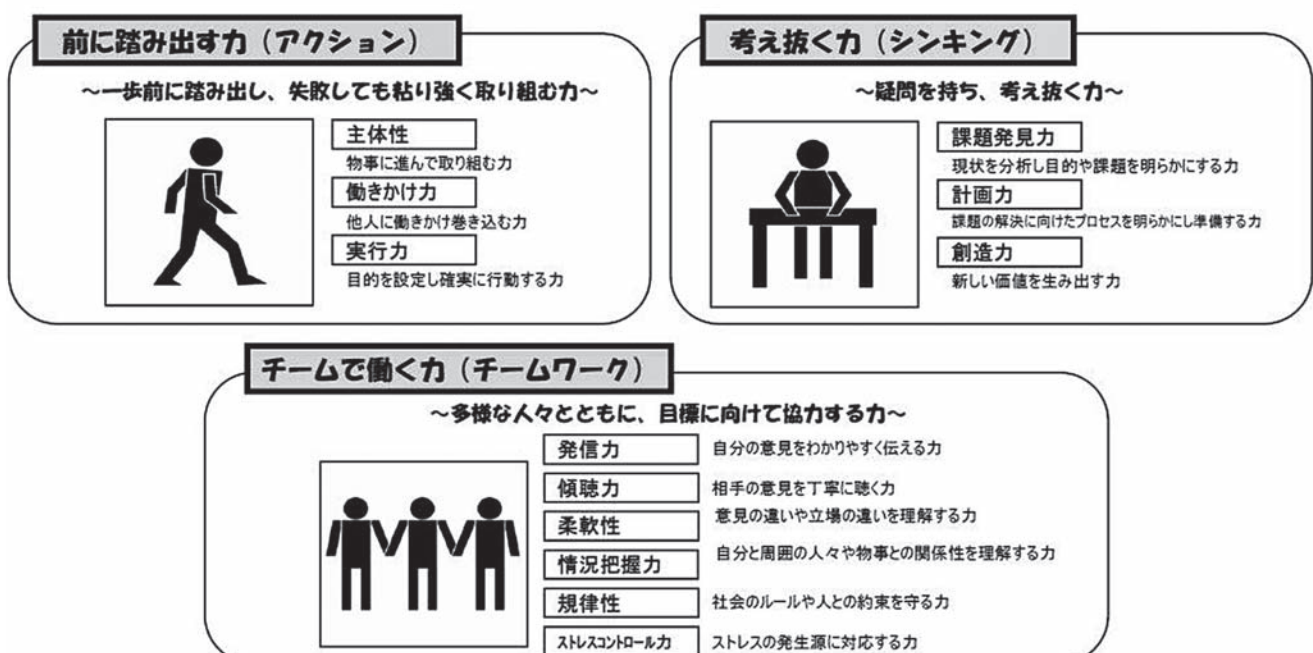 前に踏み出す力（アクション）
～一歩前に踏み出し、失敗しても粘り強く取り組む力～
主体性
物事に進んで取り組む力
働きかけ力
他人に働きかけ巻き込む力
実行力
目的を設定し確実に行動する力
考え抜く力（シンキング）
～疑問を持ち、考え抜く力～
課題発見力
現状を分析し目的や課題を明らかにする力
計画力
課題の解決に向けたプロセスを明らかにし準備する力
創造力
新しい価値を生み出す力
チームで働く力（チームワーク）
～多様な人々とともに、目標に向けて協力する力～
発信力 自分の意見をわかりやすく伝える力
傾聴力 相手の意見を丁寧に聴く力
柔軟性 意見の違いや立場の違いを理解する力
情況把握力 自分と周囲の人々や物事との関係性を理解する力
規律性 社会のルールや人との約束を守る力
ストレスコントロール力 ストレスの発生源に対応する力